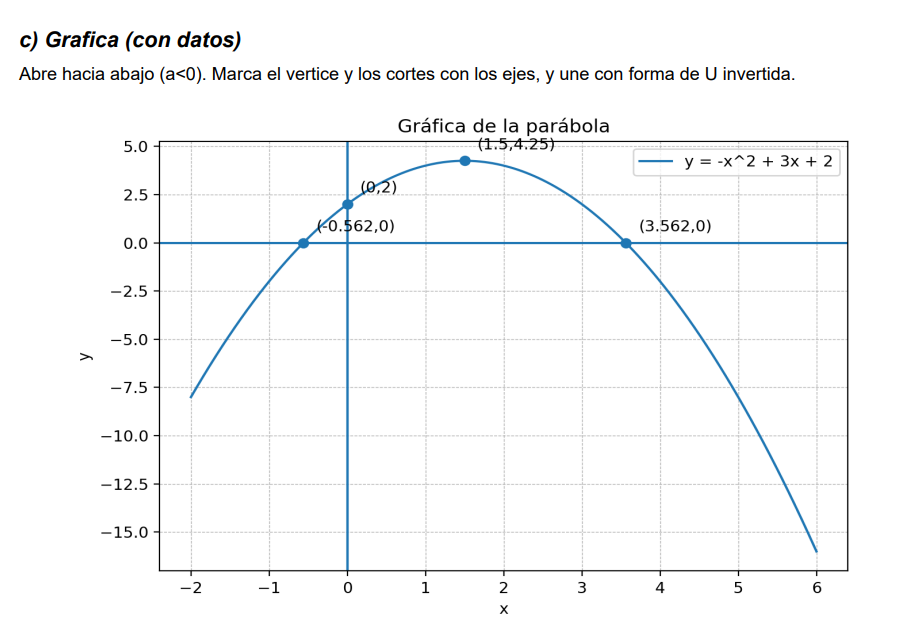 c) Grafica (con datos)
Abre hacia abajo (a<0). Marca el vertice y los cortes con los ejes, y une con forma de U invertida.
Gráfica de la parábola
(1.5,4.25)
y = -x^2 + 3x + 2
(0,2)
(-0.562,0)
(3.562,0)
5.0
2.5
0.0
−2.5
−5.0
−7.5
−10.0
−12.5
−15.0
y
−2 −1 0 1 2 3 4 5 6
x